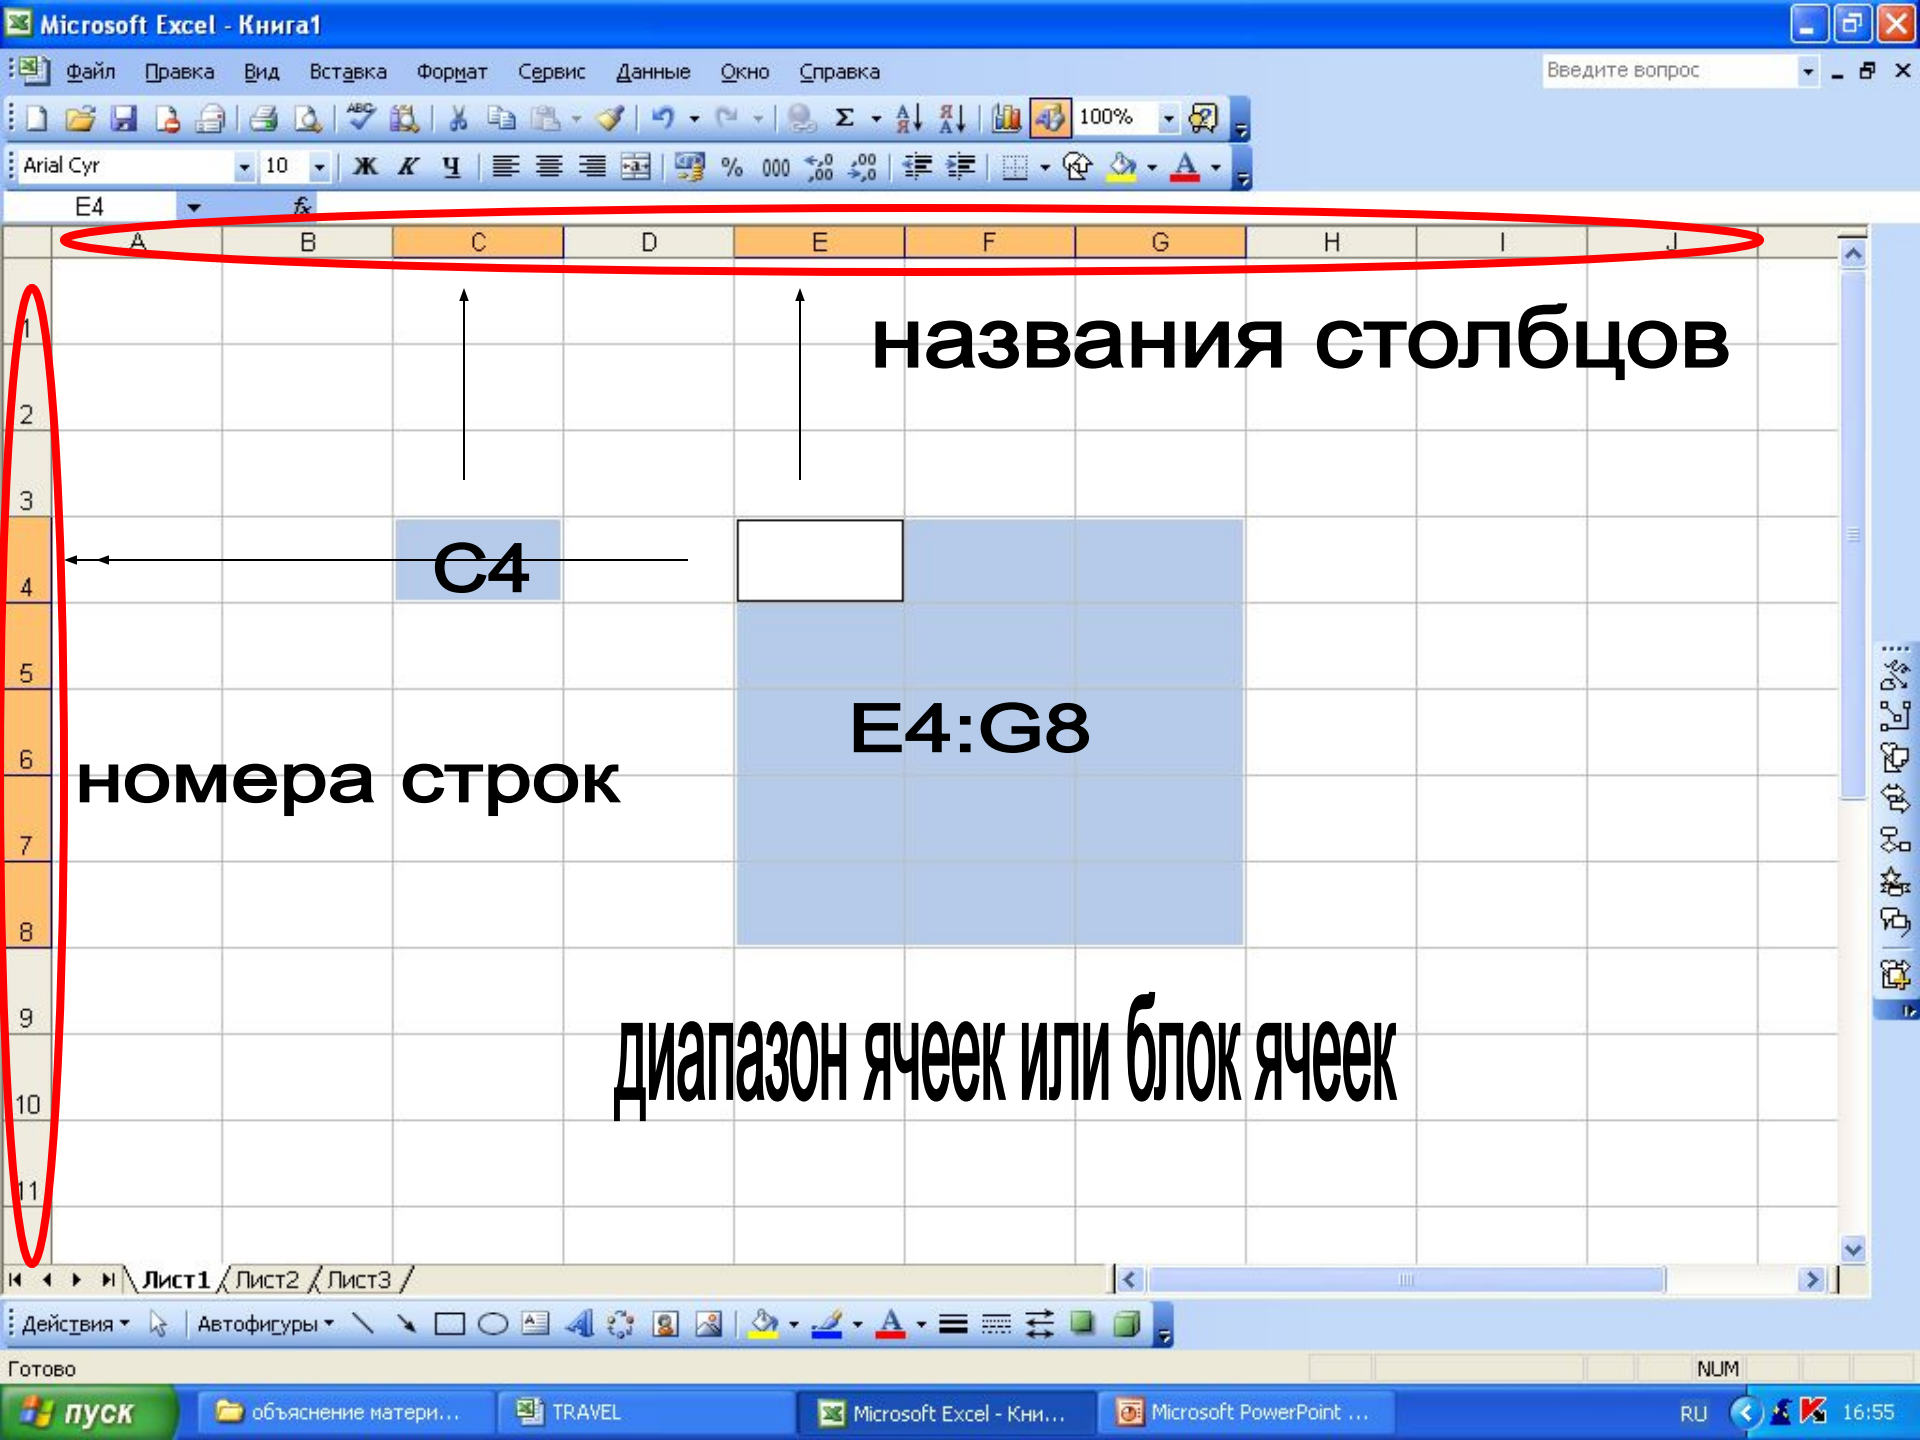 Microsoft Excel - Книга1
Файл Правка Вид Вставка Формат Сервис Данные Окно Справка Введите вопрос
100%
Arial Cyr 10 Ж К Ч % 000
E4 fx
A B C D E F G H I J
названия столбцов
1
2
3
4 C4
5
E4:G8
6
номера строк
7
8
9
диапазон ячеек или блок ячеек
10
11
Лист1 Лист2 Лист3
Действия Автофигуры
Готово NUM
пуск объяснение матери... TRAVEL Microsoft Excel - Кни... Microsoft PowerPoint ... RU 16:55